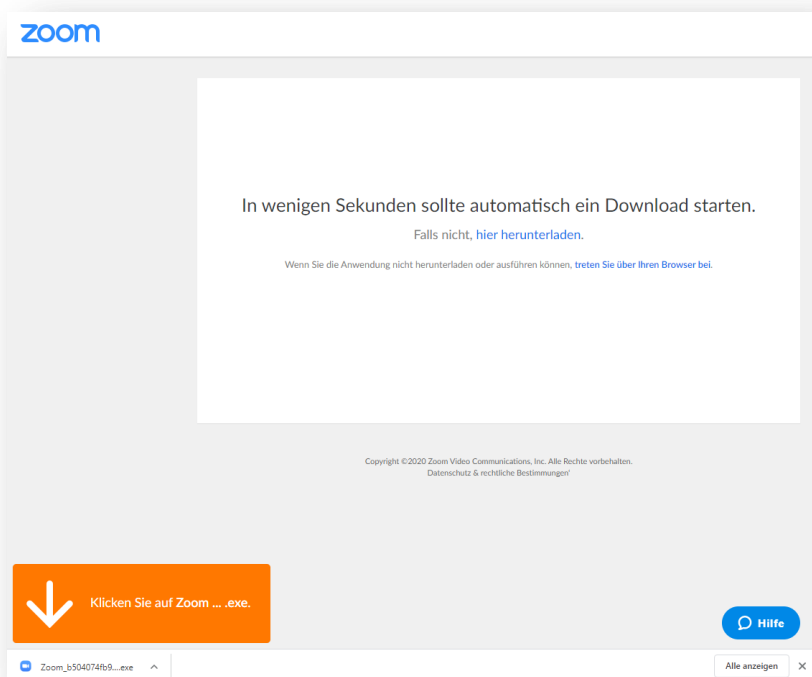 zoom
In wenigen Sekunden sollte automatisch ein Download starten.
Falls nicht, hier herunterladen.
Wenn Sie die Anwendung nicht herunterladen oder ausführen können, treten Sie über Ihren Browser bei.
Copyright ©2020 Zoom Video Communications, Inc. Alle Rechte vorbehalten.
Datenschutz & rechtliche Bestimmungen'
Klicken Sie auf Zoom ... .exe.
Hilfe
Zoom_b504074fb9....exe
Alle anzeigen